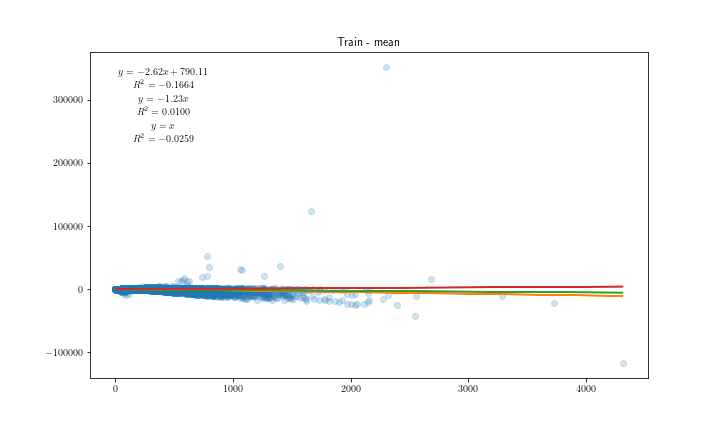 Train - mean
y = −2.62x + 790.11
R² = −0.1664
y = −1.23x
R² = 0.0100
y = x
R² = −0.0259
300000
200000
100000
0
−100000
0 1000 2000 3000 4000